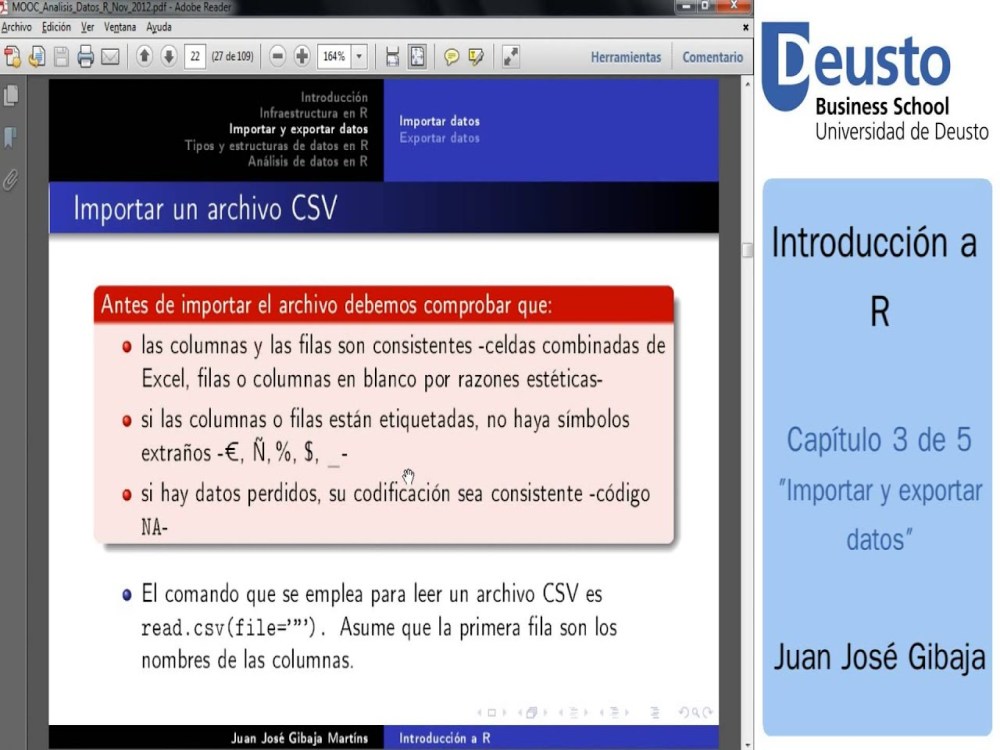 MOOC_Analisis_Datos_R_Nov_2012.pdf - Adobe Reader
Archivo Edición Ver Ventana Ayuda
22 (27 de 109) 164% Herramientas Comentario
Introducción
Infraestructura en R
Importar y exportar datos
Tipos y estructuras de datos en R
Análisis de datos en R
Importar datos
Exportar datos
Importar un archivo CSV
Antes de importar el archivo debemos comprobar que:
las columnas y las filas son consistentes -celdas combinadas de
Excel, filas o columnas en blanco por razones estéticas-
si las columnas o filas están etiquetadas, no haya símbolos
extraños -€, Ñ, %, $, _-
si hay datos perdidos, su codificación sea consistente -código
NA-
El comando que se emplea para leer un archivo CSV es
read.csv(file=""). Asume que la primera fila son los
nombres de las columnas.
Juan José Gibaja Martíns
Introducción a R
Deusto
Business School
Universidad de Deusto
Introducción a
R
Capítulo 3 de 5
"Importar y exportar
datos"
Juan José Gibaja